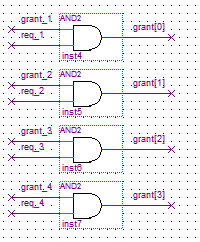 grant_1 AND2 grant[0]
req_1
inst4
grant_2 AND2 grant[1]
req_2
inst5
grant_3 AND2 grant[2]
req_3
inst6
grant_4 AND2 grant[3]
req_4
inst7